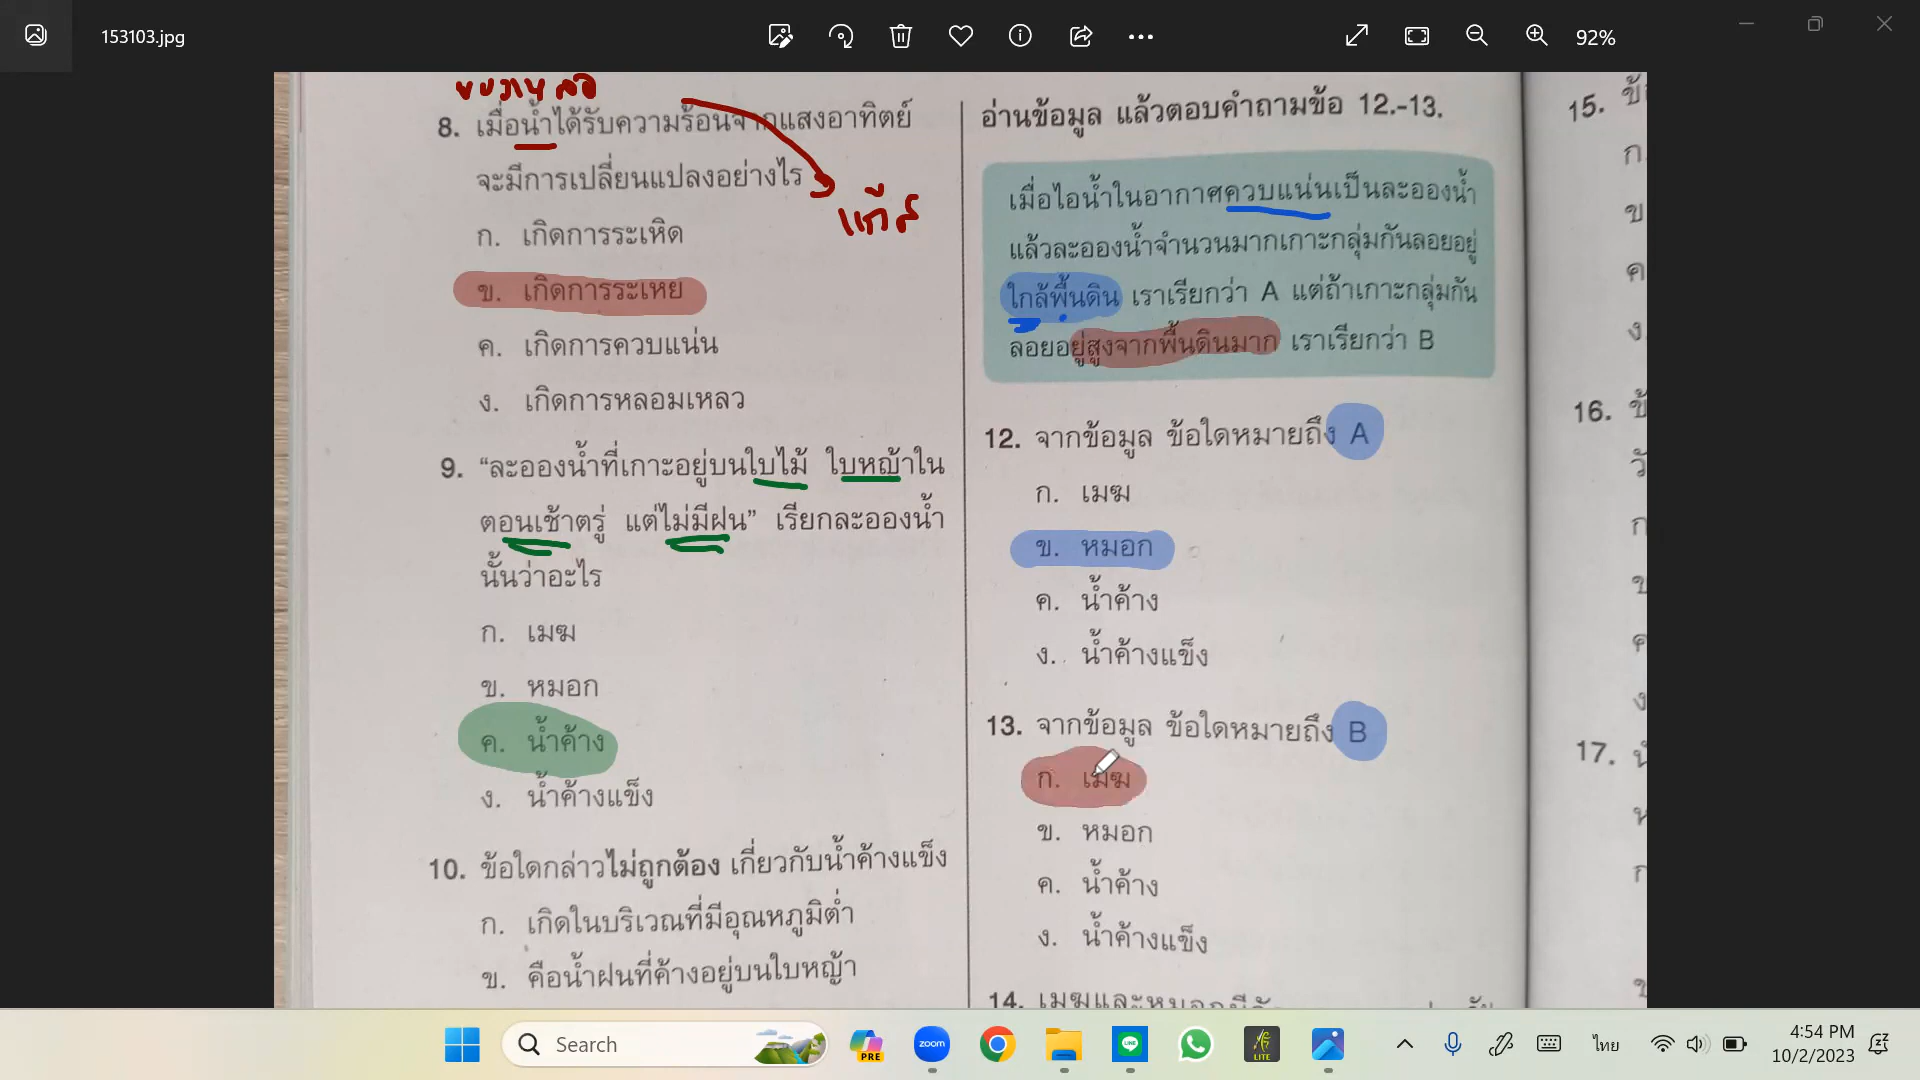 153103.jpg
92%
ของเหลว
8. เมื่อน้ำได้รับความร้อนจากแสงอาทิตย์
จะมีการเปลี่ยนแปลงอย่างไร
แก๊ส
ก. เกิดการระเหิด
ข. เกิดการระเหย
ค. เกิดการควบแน่น
ง. เกิดการหลอมเหลว
9. “ละอองน้ำที่เกาะอยู่บนใบไม้ ใบหญ้าใน
ตอนเช้าตรู่ แต่ไม่มีฝน” เรียกละอองน้ำ
นั้นว่าอะไร
ก. เมฆ
ข. หมอก
ค. น้ำค้าง
ง. น้ำค้างแข็ง
10. ข้อใดกล่าวไม่ถูกต้อง เกี่ยวกับน้ำค้างแข็ง
ก. เกิดในบริเวณที่มีอุณหภูมิต่ำ
ข. คือน้ำฝนที่ค้างอยู่บนใบหญ้า
อ่านข้อมูล แล้วตอบคำถามข้อ 12.-13.
เมื่อไอน้ำในอากาศควบแน่นเป็นละอองน้ำ
แล้วละอองน้ำจำนวนมากเกาะกลุ่มกันลอยอยู่
ใกล้พื้นดิน เราเรียกว่า A แต่ถ้าเกาะกลุ่มกัน
ลอยอยู่สูงจากพื้นดินมาก เราเรียกว่า B
12. จากข้อมูล ข้อใดหมายถึง A
ก. เมฆ
ข. หมอก
ค. น้ำค้าง
ง. น้ำค้างแข็ง
13. จากข้อมูล ข้อใดหมายถึง B
ก. เมฆ
ข. หมอก
ค. น้ำค้าง
ง. น้ำค้างแข็ง
14. เมฆและหมอก
15.
ก.
ข
ค
ง.
16.
ก
ข
ค
ง
17.
ก
Search
PRE
zoom
LINE
LITE
ไทย
4:54 PM
10/2/2023